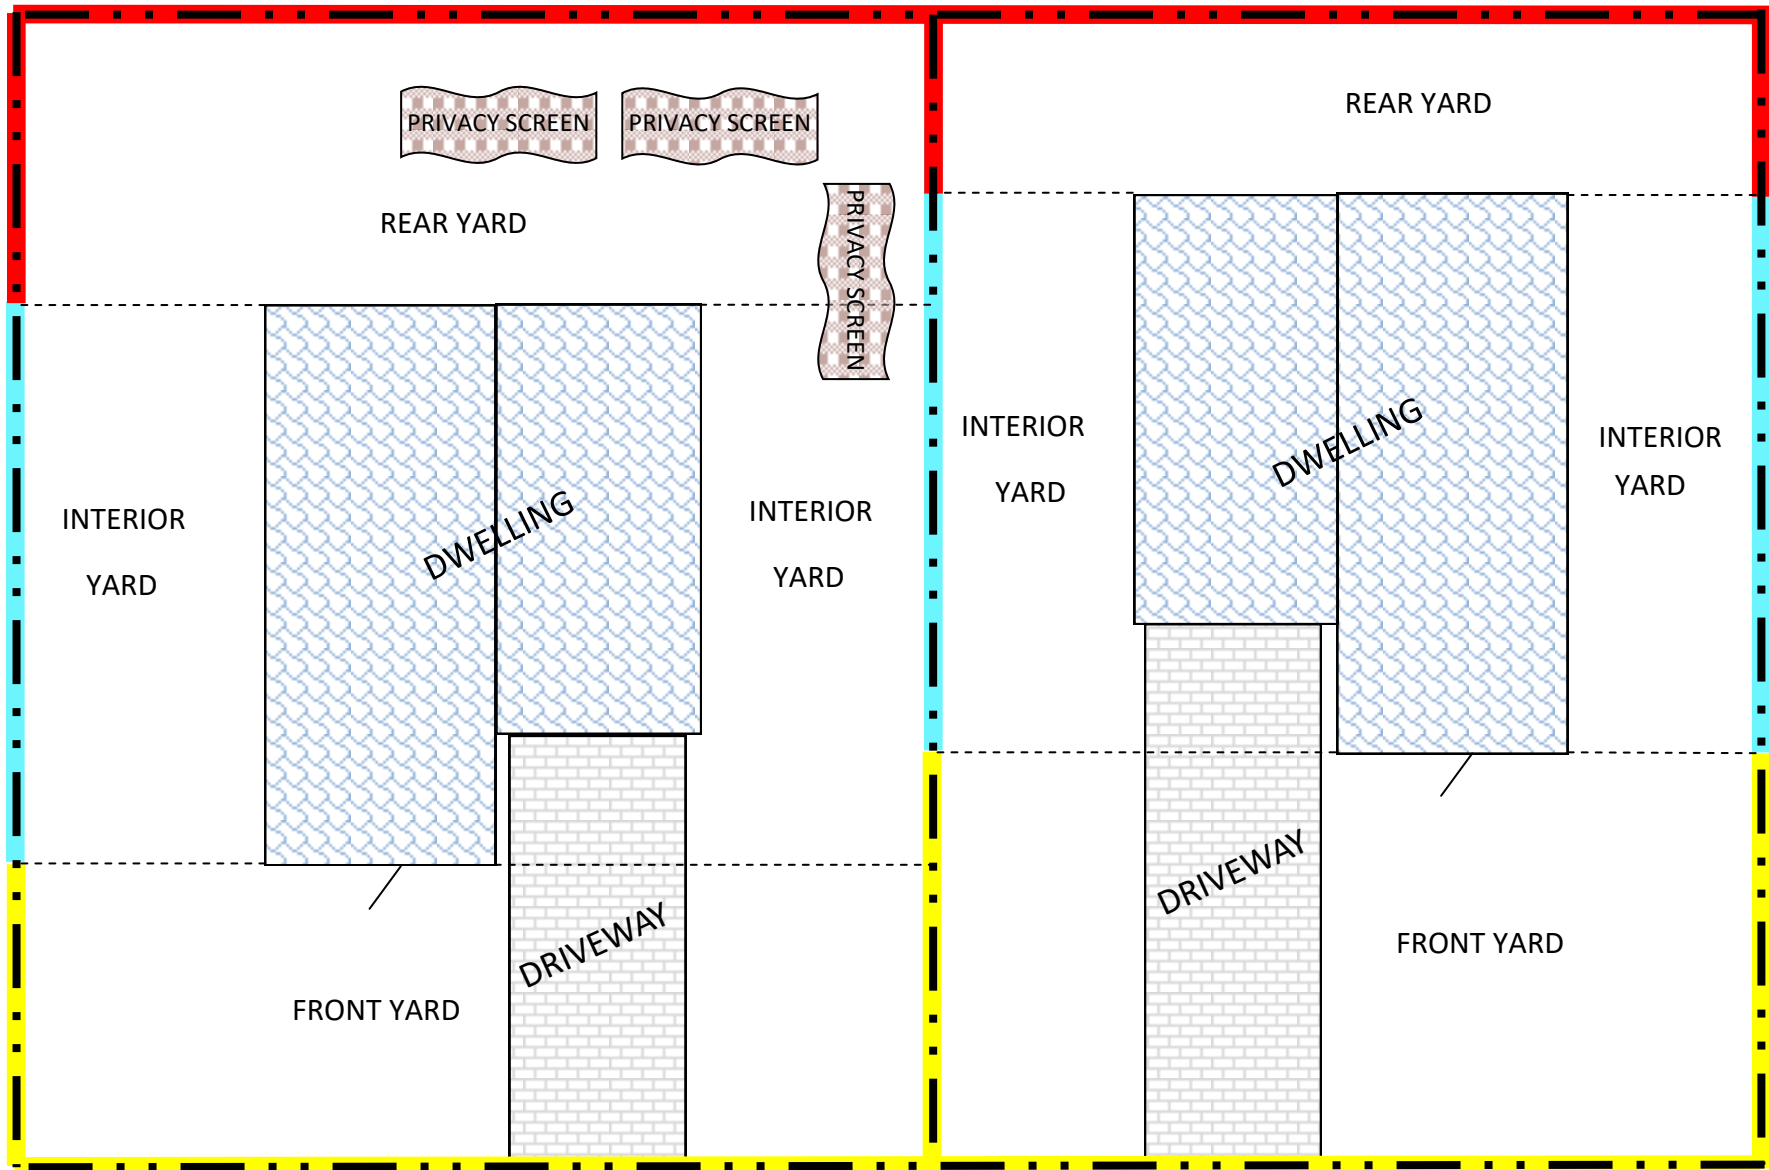 PRIVACY SCREEN
PRIVACY SCREEN
PRIVACY SCREEN
REAR YARD
INTERIOR
YARD
DWELLING
INTERIOR
YARD
DRIVEWAY
FRONT YARD
REAR YARD
INTERIOR
YARD
DWELLING
INTERIOR
YARD
DRIVEWAY
FRONT YARD